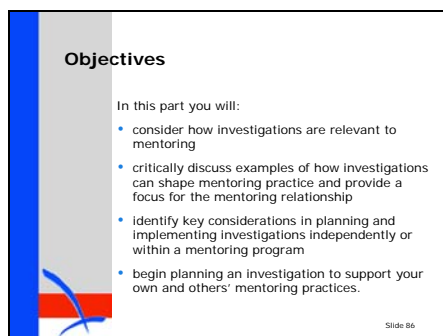 Objectives
In this part you will:
• consider how investigations are relevant to
mentoring
• critically discuss examples of how investigations
can shape mentoring practice and provide a
focus for the mentoring relationship
• identify key considerations in planning and
implementing investigations independently or
within a mentoring program
• begin planning an investigation to support your
own and others' mentoring practices.
Slide 86